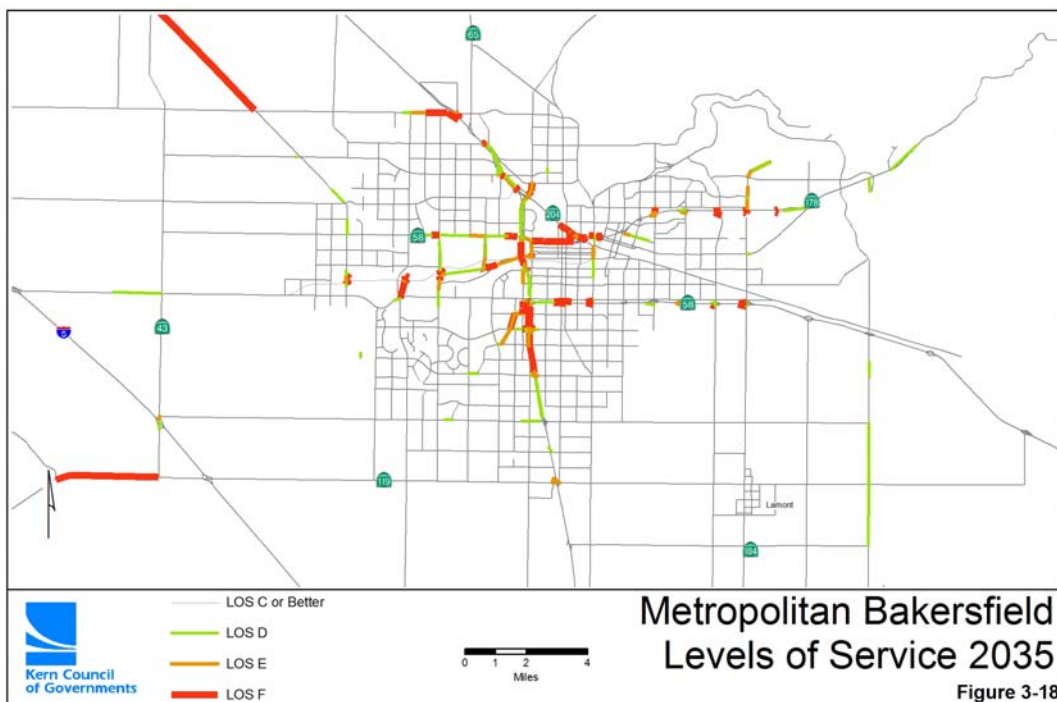 65
178
204
58
58
43
5
119
Lamont
184
Kern Council
of Governments
LOS C or Better
LOS D
LOS E
LOS F
0 1 2 4
Miles
Metropolitan Bakersfield
Levels of Service 2035
Figure 3-18